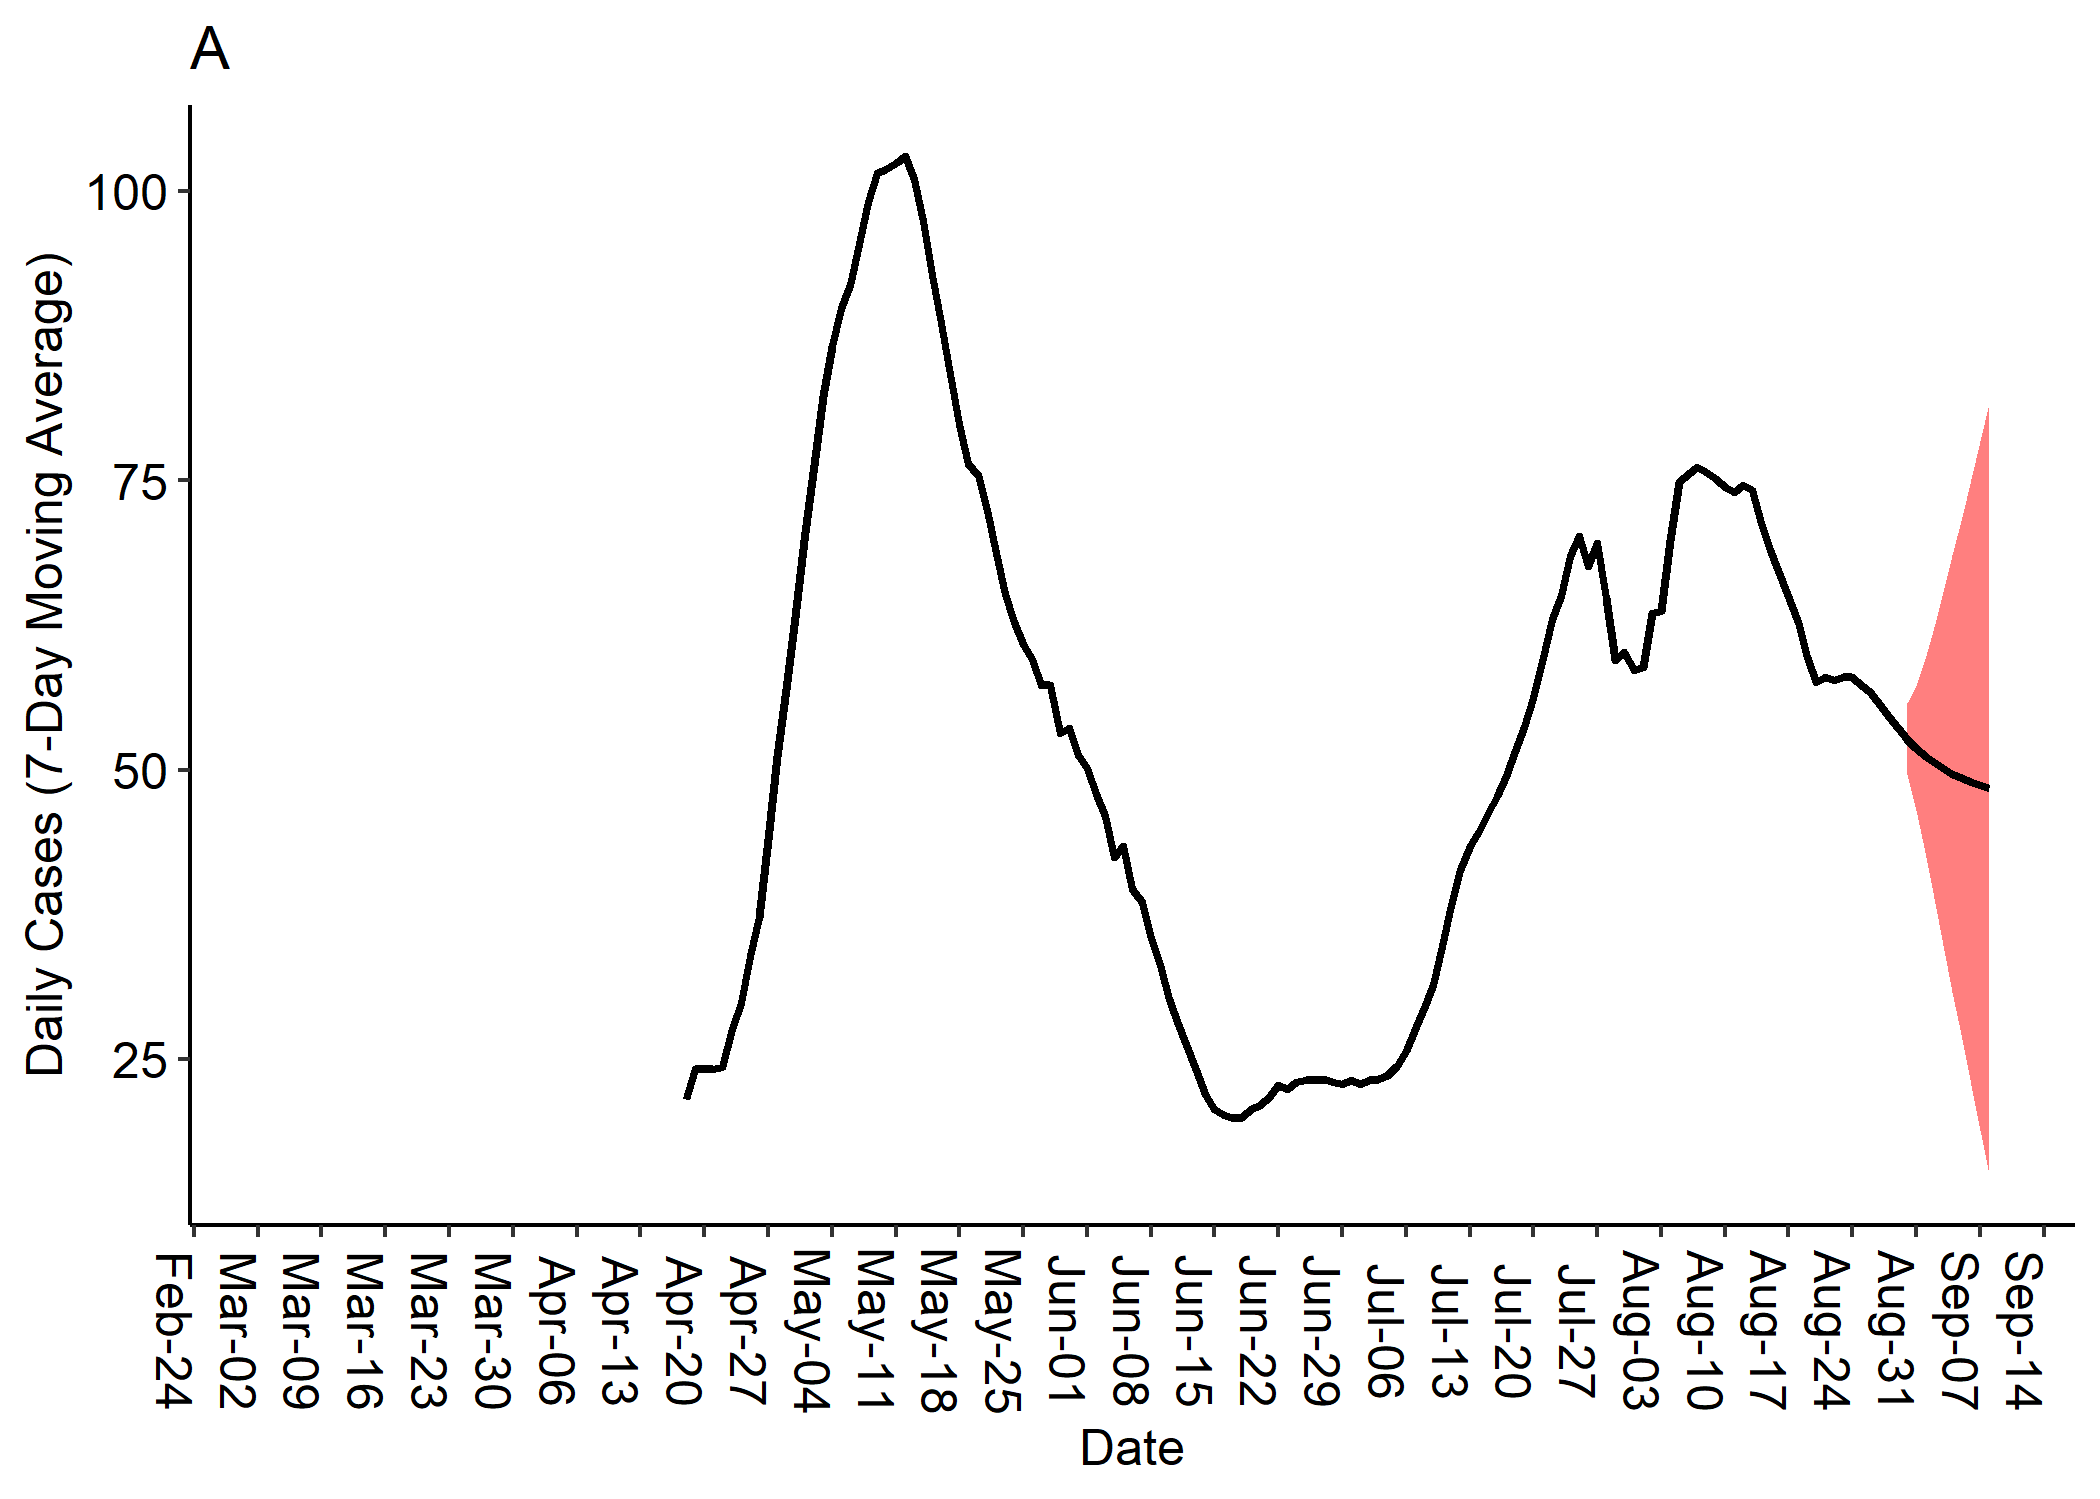 A
Daily Cases (7-Day Moving Average)
100
75
50
25
Feb-24
Mar-02
Mar-09
Mar-16
Mar-23
Mar-30
Apr-06
Apr-13
Apr-20
Apr-27
May-04
May-11
May-18
May-25
Jun-01
Jun-08
Jun-15
Jun-22
Jun-29
Jul-06
Jul-13
Jul-20
Jul-27
Aug-03
Aug-10
Aug-17
Aug-24
Aug-31
Sep-07
Sep-14
Date